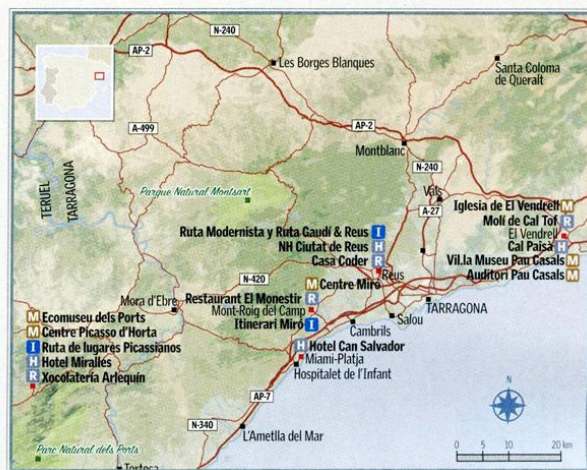 N-240
AP-2
Les Borges Blanques
Santa Coloma
de Queralt
A-499
AP-2
Montblanc
N-240
TERUEL
TARRAGONA
Parque Natural Montsart
Vals
A-27
Iglesia de El Vendrell M
Molí de Cal Tof R
El Vendrell
Cal Paisà H
Vil.la Museu Pau Casals M
Auditori Pau Casals M
Ruta Modernista y Ruta Gaudí & Reus I
NH Ciutat de Reus H
Casa Coder R
Reus
N-420
M Centre Miró
Restaurant El Monestir R
Mont-Roig del Camp
Itinerari Miró I
Mora d'Ebre
TARRAGONA
Salou
Cambrils
M Ecomuseu dels Ports
M Centre Picasso d'Horta
I Ruta de lugares Picassianos
H Hotel Miralles
R Xocolatería Arlequín
H Hotel Can Salvador
Miami-Platja
Hospitalet de l'Infant
AP-7
N-340
L'Ametlla del Mar
Parc Natural dels Ports
Tortosa
N
0 5 10 20 km